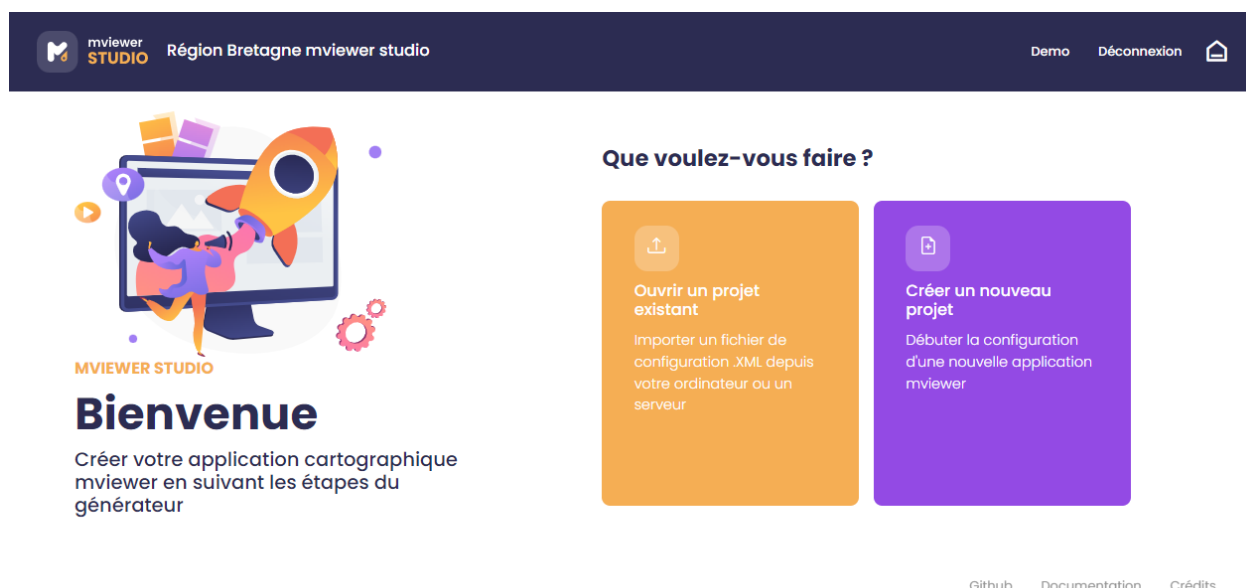 mviewer
STUDIO
Région Bretagne mviewer studio
Demo
Déconnexion
MVIEWER STUDIO
Bienvenue
Créer votre application cartographique
mviewer en suivant les étapes du
générateur
Que voulez-vous faire ?
Ouvrir un projet
existant
Importer un fichier de
configuration .XML depuis
votre ordinateur ou un
serveur
Créer un nouveau
projet
Débuter la configuration
d'une nouvelle application
mviewer
Github
Documentation
Crédits